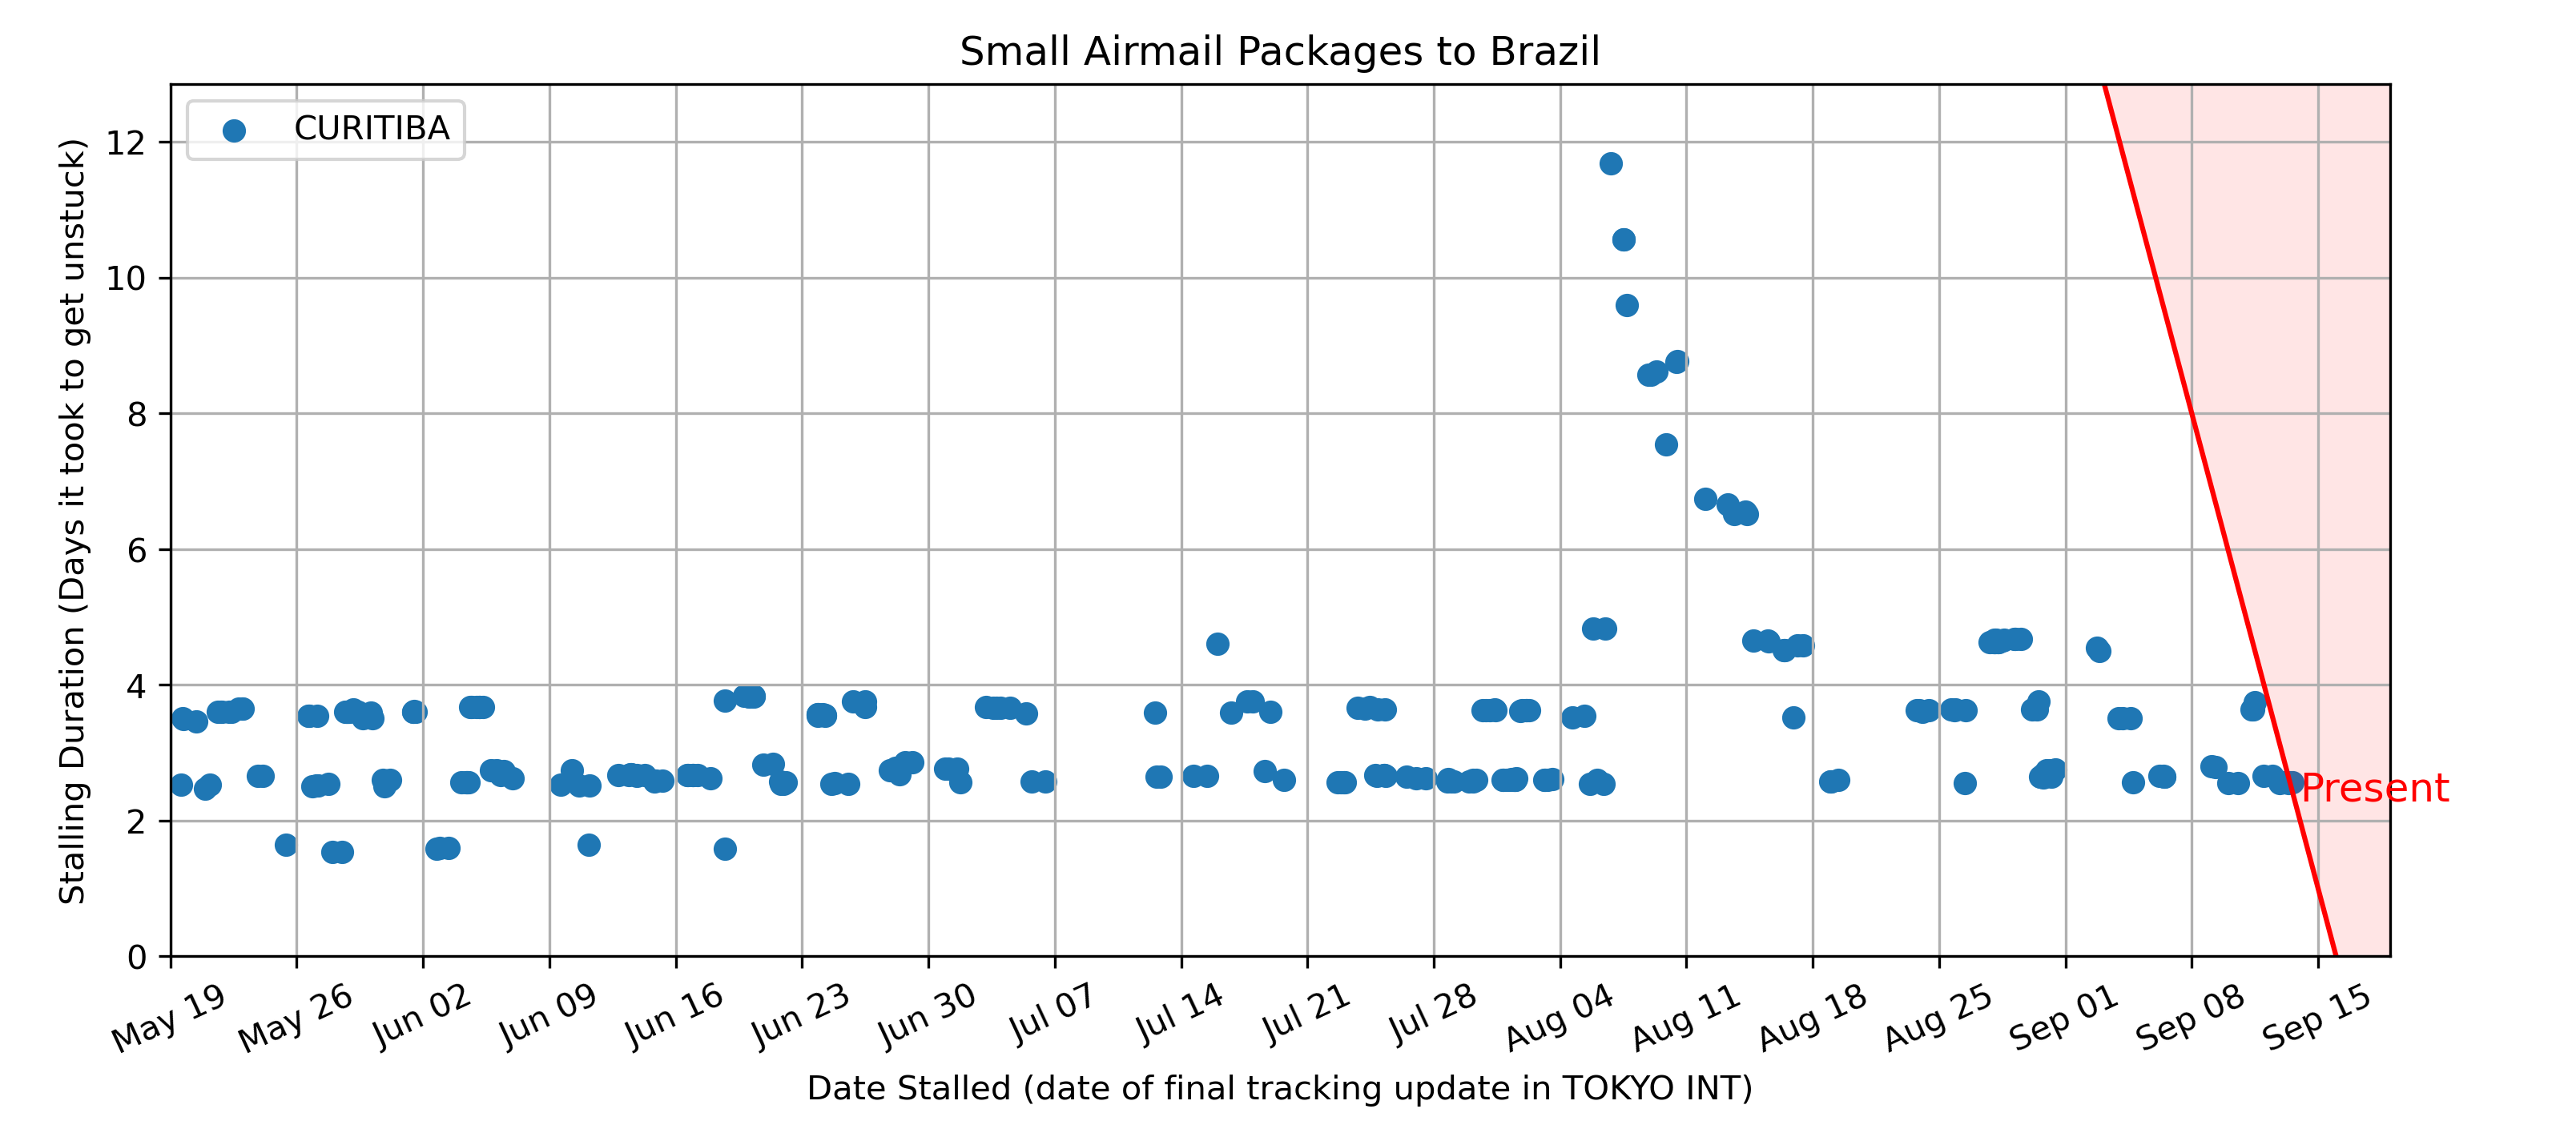 Small Airmail Packages to Brazil
CURITIBA
Stalling Duration (Days it took to get unstuck)
12
10
8
6
4
2
0
Present
May 19
May 26
Jun 02
Jun 09
Jun 16
Jun 23
Jun 30
Jul 07
Jul 14
Jul 21
Jul 28
Aug 04
Aug 11
Aug 18
Aug 25
Sep 01
Sep 08
Sep 15
Date Stalled (date of final tracking update in TOKYO INT)